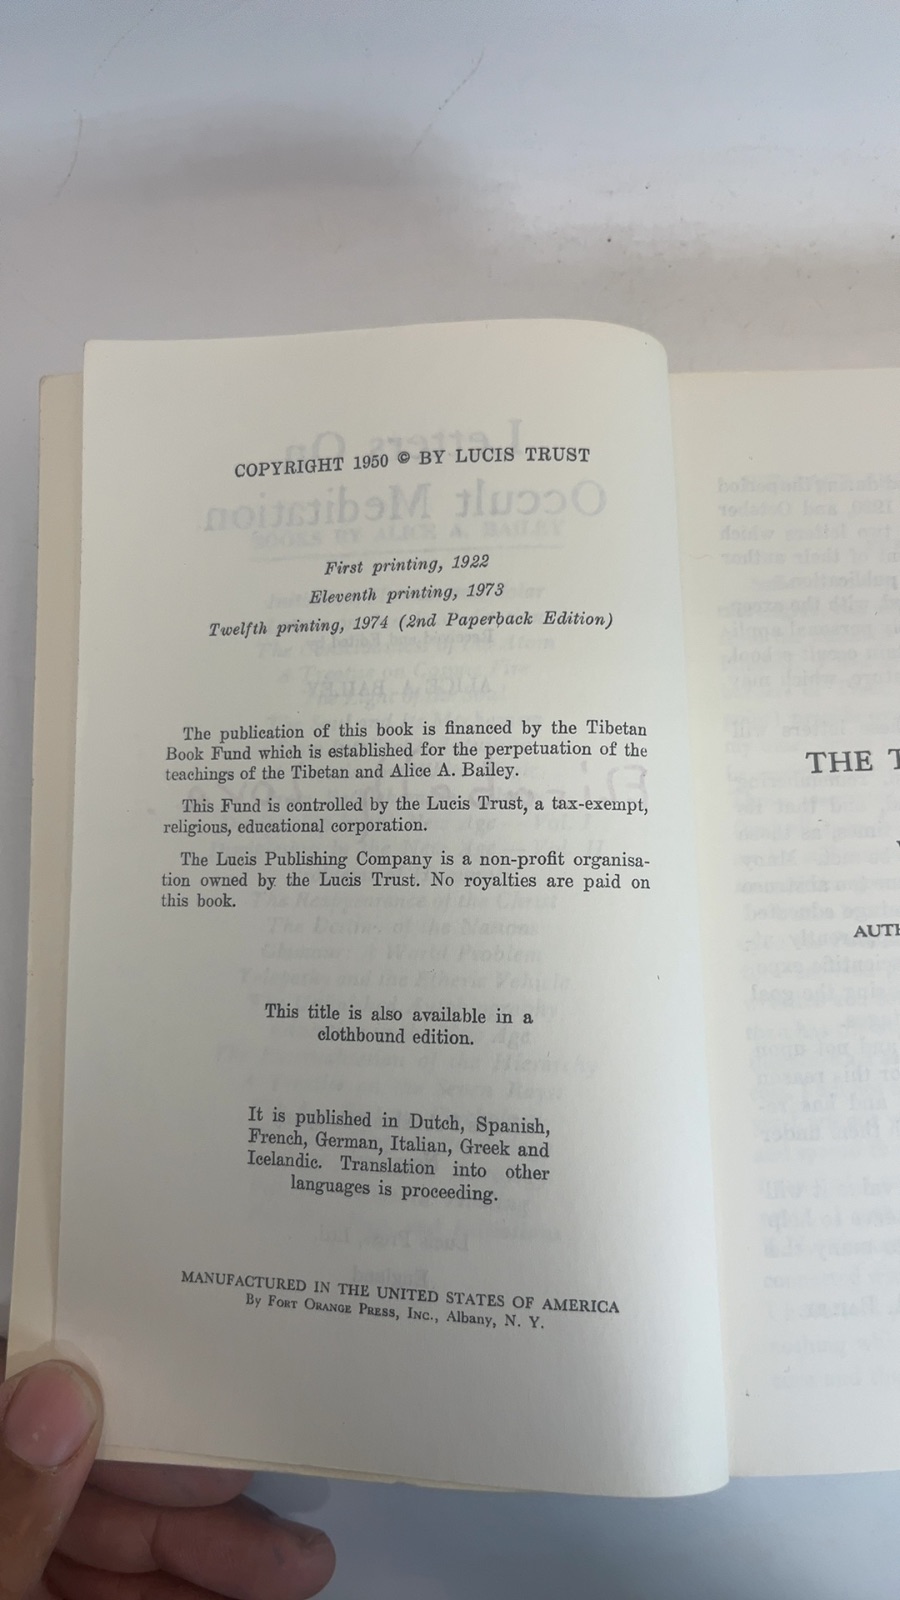 COPYRIGHT 1950 © BY LUCIS TRUST
First printing, 1922
Eleventh printing, 1973
Twelfth printing, 1974 (2nd Paperback Edition)
The publication of this book is financed by the Tibetan
Book Fund which is established for the perpetuation of the
teachings of the Tibetan and Alice A. Bailey.
This Fund is controlled by the Lucis Trust, a tax-exempt,
religious, educational corporation.
The Lucis Publishing Company is a non-profit organisa-
tion owned by the Lucis Trust. No royalties are paid on
this book.
This title is also available in a
clothbound edition.
It is published in Dutch, Spanish,
French, German, Italian, Greek and
Icelandic. Translation into other
languages is proceeding.
MANUFACTURED IN THE UNITED STATES OF AMERICA
By FORT ORANGE PRESS, INC., Albany, N. Y.
THE